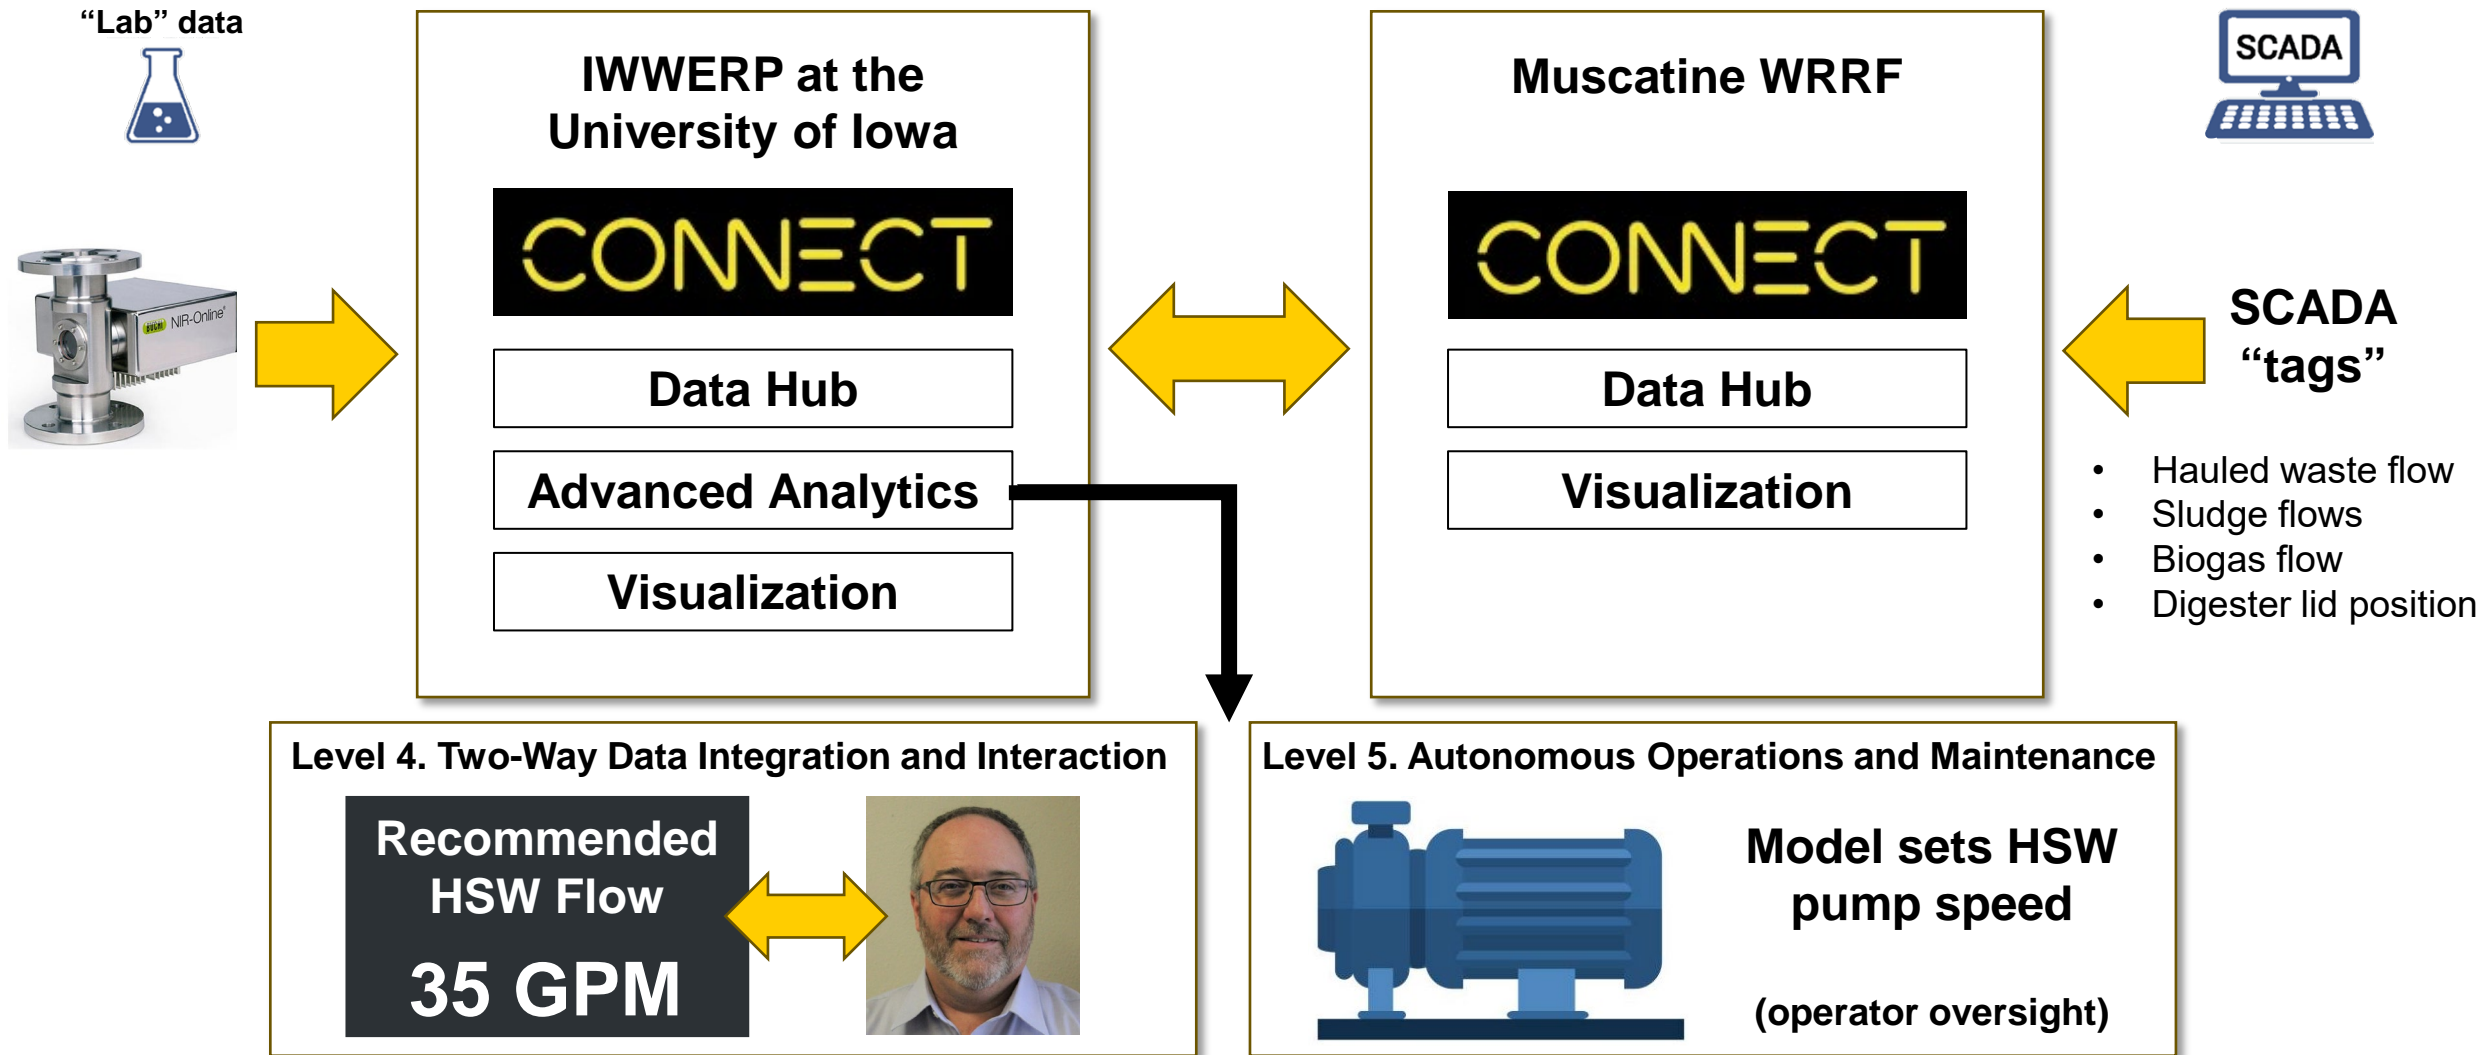 “Lab” data
IWWERP at the
University of Iowa
CONNECT
Data Hub
Advanced Analytics
Visualization
Muscatine WRRF
CONNECT
Data Hub
Visualization
SCADA
SCADA
“tags”
• Hauled waste flow
• Sludge flows
• Biogas flow
• Digester lid position
BUCHI NIR-Online®
Level 4. Two-Way Data Integration and Interaction
Recommended
HSW Flow
35 GPM
Level 5. Autonomous Operations and Maintenance
Model sets HSW
pump speed
(operator oversight)